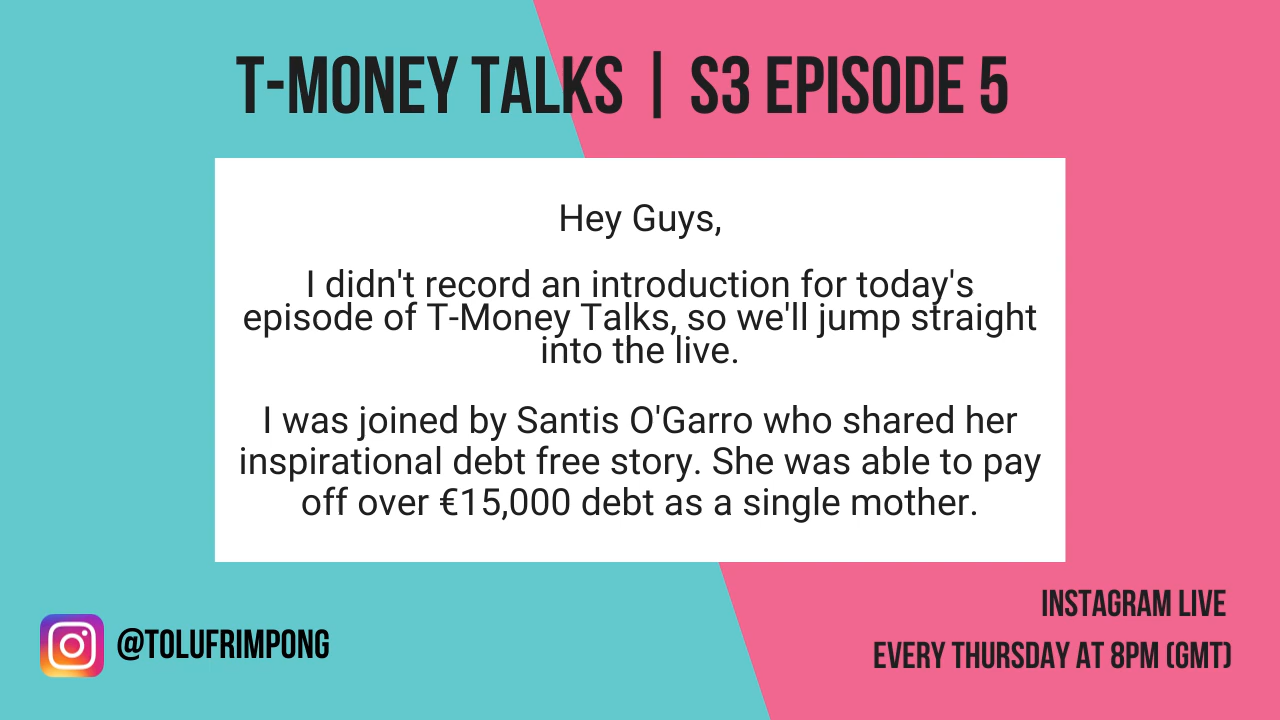 T-MONEY TALKS | S3 EPISODE 5
Hey Guys,
I didn't record an introduction for today's
episode of T-Money Talks, so we'll jump straight
into the live.
I was joined by Santis O'Garro who shared her
inspirational debt free story. She was able to pay
off over €15,000 debt as a single mother.
INSTAGRAM LIVE
@TOLUFRIMPONG
EVERY THURSDAY AT 8PM (GMT)